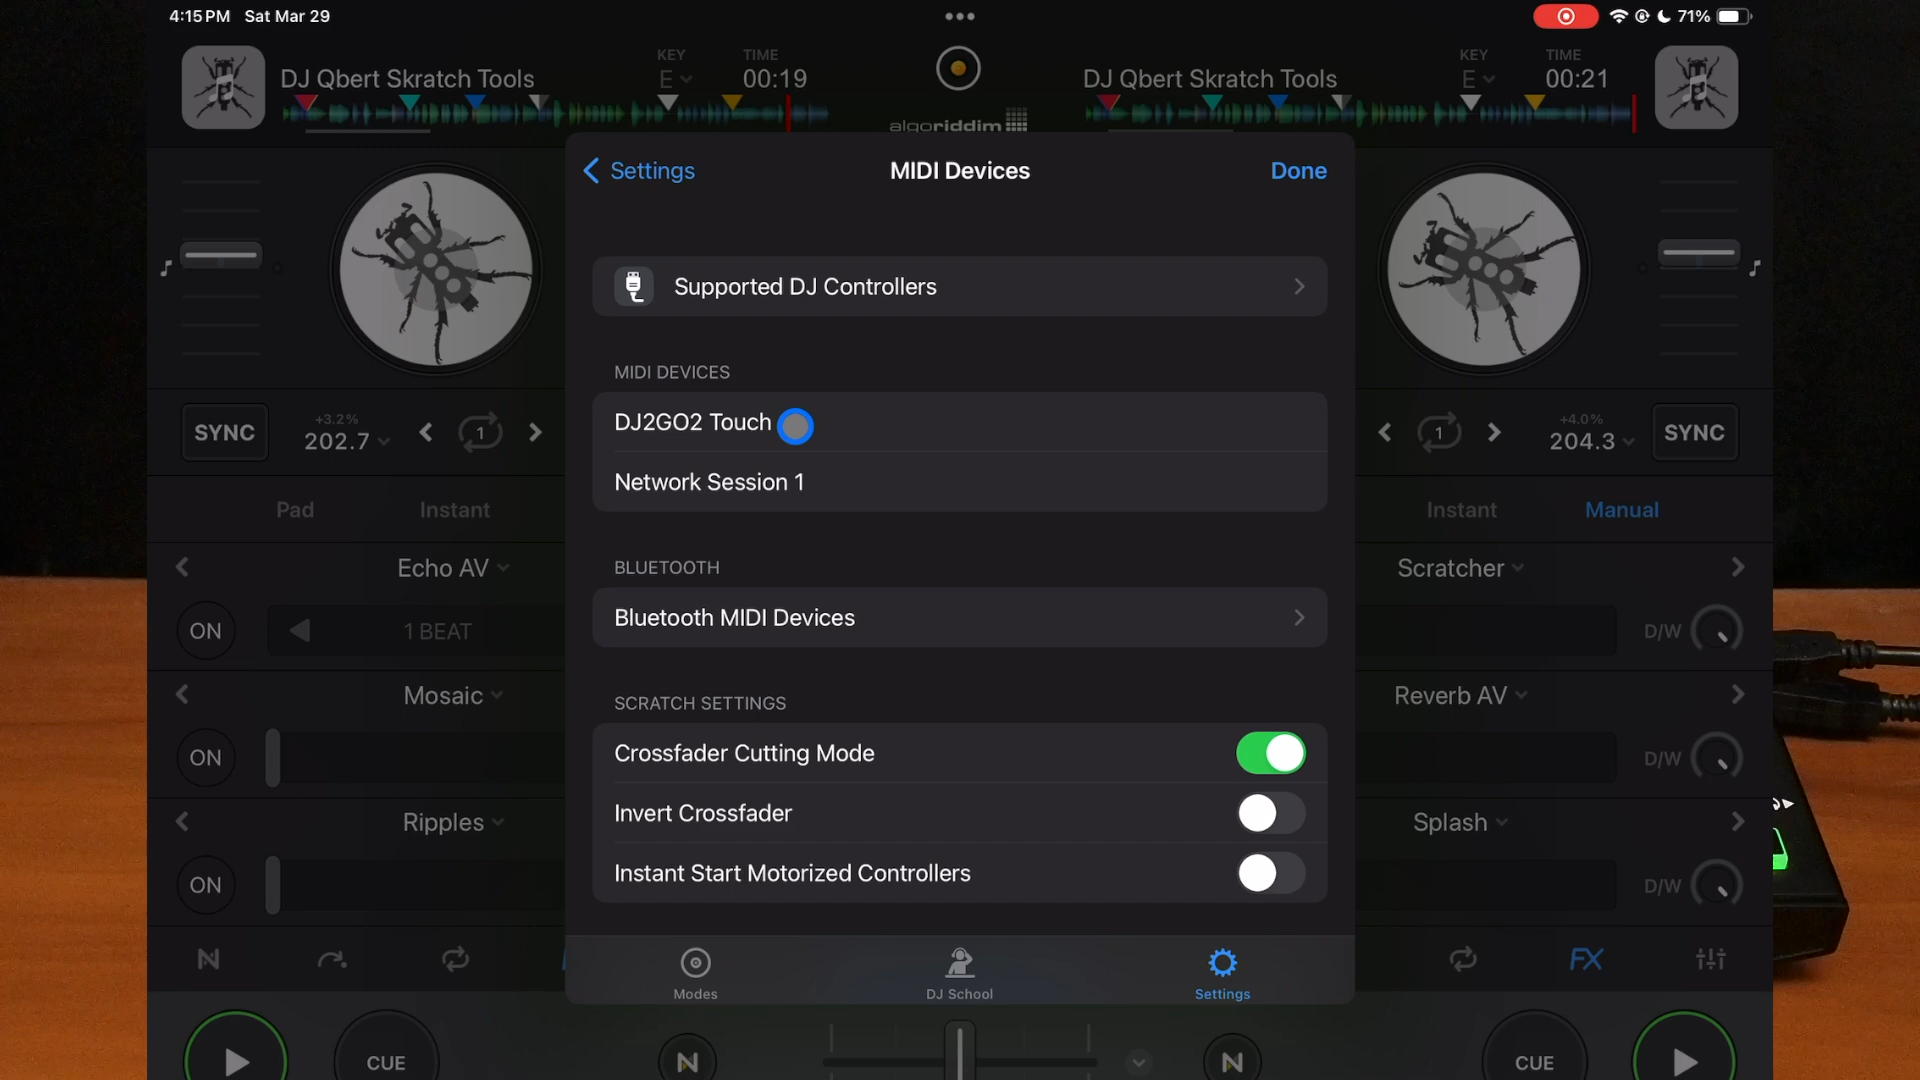 4:15 PM Sat Mar 29
71%
DJ Qbert Skratch Tools
KEY
E
TIME
00:19
algoriddim
DJ Qbert Skratch Tools
KEY
E
TIME
00:21
Settings
MIDI Devices
Done
Supported DJ Controllers
MIDI DEVICES
DJ2GO2 Touch
Network Session 1
BLUETOOTH
Bluetooth MIDI Devices
SCRATCH SETTINGS
Crossfader Cutting Mode
Invert Crossfader
Instant Start Motorized Controllers
Modes
DJ School
Settings
SYNC
+3.2%
202.7
1
1
+4.0%
204.3
SYNC
Pad
Instant
Instant
Manual
Echo AV
Scratcher
ON
1 BEAT
D/W
Mosaic
Reverb AV
ON
D/W
Ripples
Splash
ON
D/W
FX
CUE
N
N
CUE